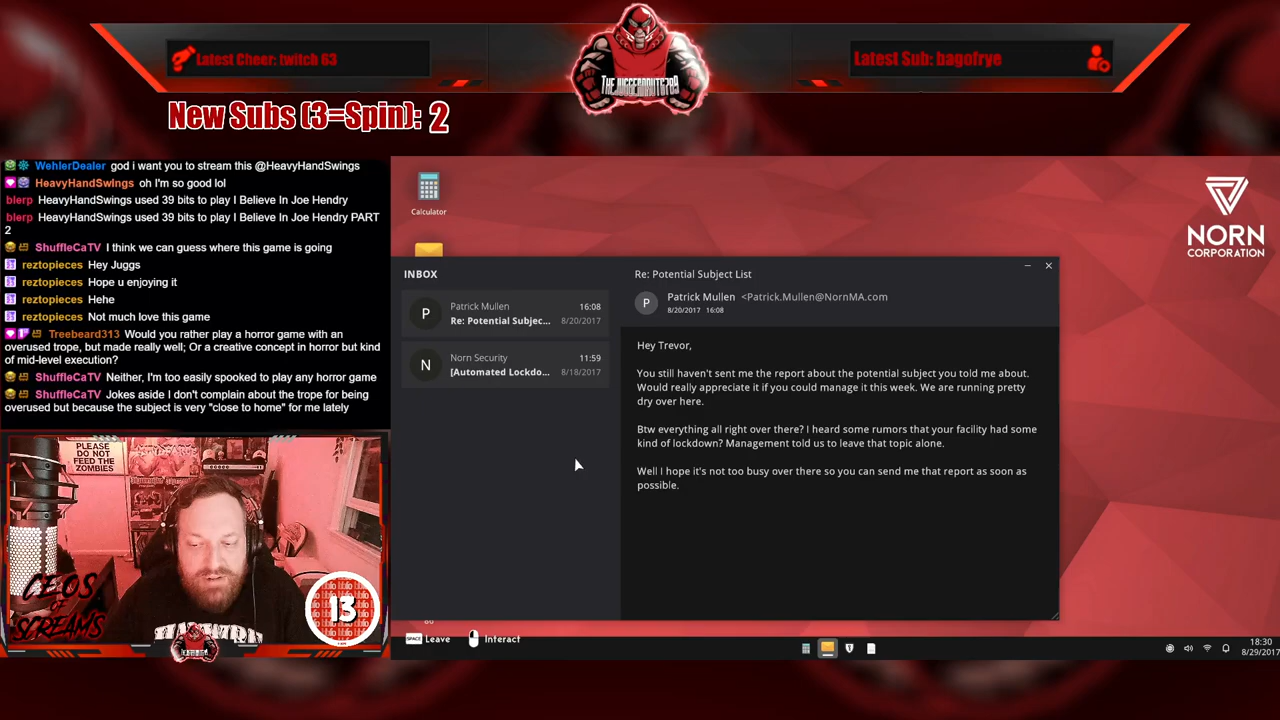 Latest Cheer: twitch 63
THEJUGGERNAUT6789
Latest Sub: bagofrye
New Subs (3=Spin): 2
WehlerDealer god i want you to stream this @HeavyHandSwings
HeavyHandSwings oh I'm so good lol
blerp HeavyHandSwings used 39 bits to play I Believe In Joe Hendry
blerp HeavyHandSwings used 39 bits to play I Believe In Joe Hendry PART
2
ShuffleCaTV I think we can guess where this game is going
reztopieces Hey Juggs
reztopieces Hope u enjoying it
reztopieces Hehe
reztopieces Not much love this game
Treebeard313 Would you rather play a horror game with an
overused trope, but made really well; Or a creative concept in horror but kind
of mid-level execution?
ShuffleCaTV Neither, I'm too easily spooked to play any horror game
ShuffleCaTV Jokes aside I don't complain about the trope for being
overused but because the subject is very "close to home" for me lately
PLEASE
DO NOT
FEED THE
ZOMBIES
CEOS
OF
SCREAMS
13
Calculator
NORN
CORPORATION
INBOX
P
Patrick Mullen 16:08
Re: Potential Subjec... 8/20/2017
N
Norn Security 11:59
[Automated Lockdo... 8/18/2017
Re: Potential Subject List
P
Patrick Mullen <Patrick.Mullen@NornMA.com
8/20/2017 16:08
Hey Trevor,
You still haven't sent me the report about the potential subject you told me about.
Would really appreciate it if you could manage it this week. We are running pretty
dry over here.
Btw everything all right over there? I heard some rumors that your facility had some
kind of lockdown? Management told us to leave that topic alone.
Well I hope it's not too busy over there so you can send me that report as soon as
possible.
SPACE Leave Interact
18:30
8/29/2017